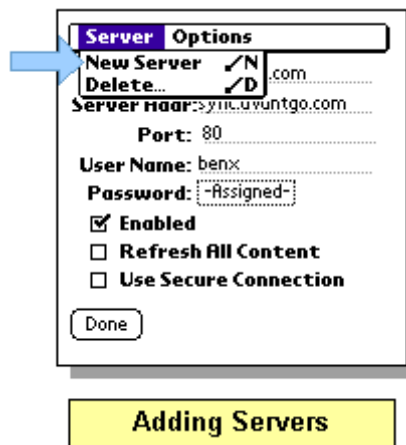 Server Options
New Server /N
Delete... /D
.com
Server Addr: sync.avantgo.com
Port: 80
User Name: benx
Password: -Assigned-
Enabled
Refresh All Content
Use Secure Connection
Done
Adding Servers